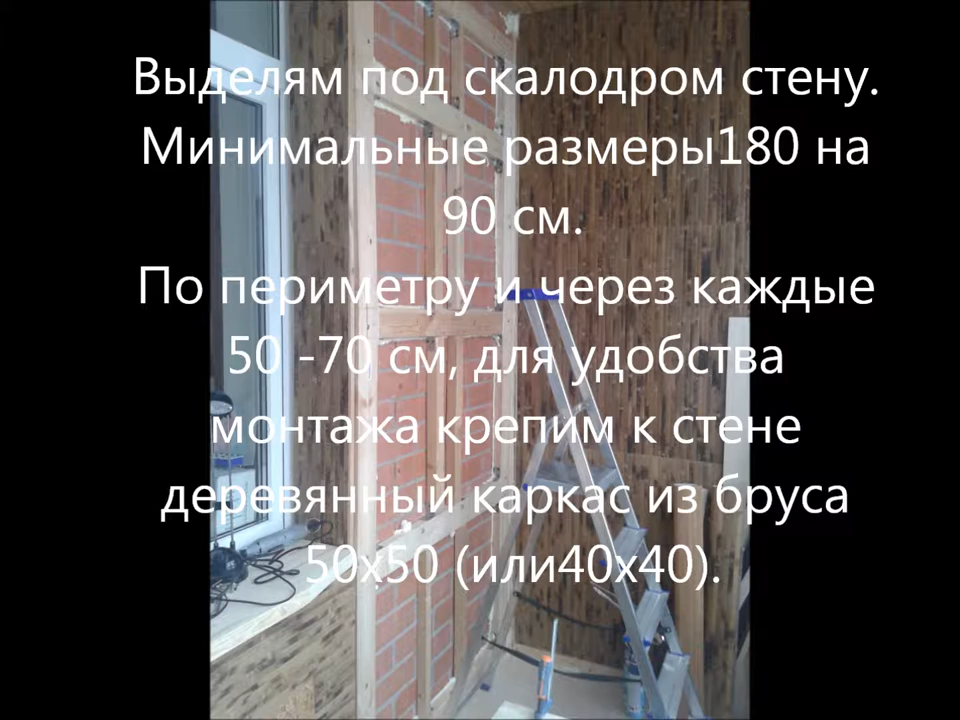 Выделям под скалодром стену.
Минимальные размеры180 на
90 см.
По периметру и через каждые
50 -70 см, для удобства
монтажа крепим к стене
деревянный каркас из бруса
50х50 (или40х40).